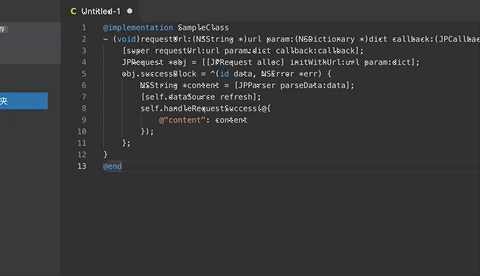 存
夹
C Untitled-1
1 @implementation SampleClass
2 - (void)requestUrl:(NSString *)url param:(NSDictionary *)dict callback:(JPCallba
3 [super requestUrl:url param:dict callback:callback];
4 JPRequest *obj = [[JPRequest alloc] initWithUrl:url param:dict];
5 obj.successBlock = ^(id data, NSError *err) {
6 NSString *content = [JPParser parseData:data];
7 [self.dataSource refresh];
8 self.handleRequestSuccess(@{
9 @"content": content
10 });
11 };
12 }
13 @end